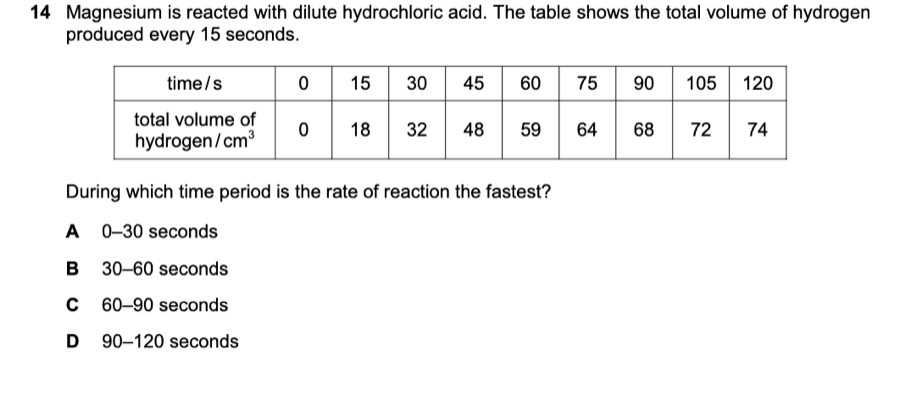 14 Magnesium is reacted with dilute hydrochloric acid. The table shows the total volume of hydrogen
produced every 15 seconds.
time / s 0 15 30 45 60 75 90 105 120
total volume of
hydrogen / cm³ 0 18 32 48 59 64 68 72 74
During which time period is the rate of reaction the fastest?
A 0–30 seconds
B 30–60 seconds
C 60–90 seconds
D 90–120 seconds